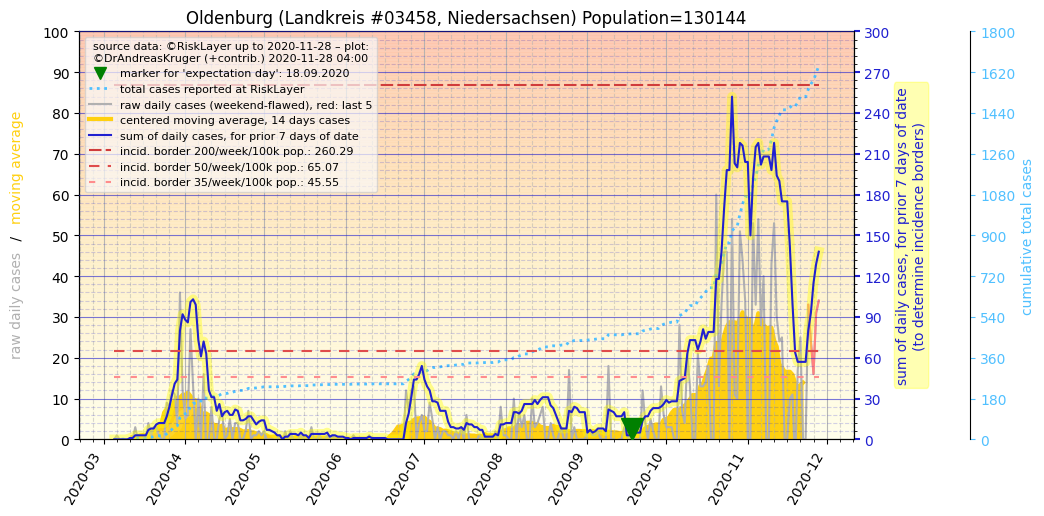 Oldenburg (Landkreis #03458, Niedersachsen) Population=130144
source data: ©RiskLayer up to 2020-11-28 – plot:
©DrAndreasKruger (+contrib.) 2020-11-28 04:00
marker for 'expectation day': 18.09.2020
total cases reported at RiskLayer
raw daily cases (weekend-flawed), red: last 5
centered moving average, 14 days cases
sum of daily cases, for prior 7 days of date
incid. border 200/week/100k pop.: 260.29
incid. border 50/week/100k pop.: 65.07
incid. border 35/week/100k pop.: 45.55
raw daily cases / moving average
100
90
80
70
60
50
40
30
20
10
0
300
270
240
210
180
150
120
90
60
30
0
sum of daily cases, for prior 7 days of date
(to determine incidence borders)
1800
1620
1440
1260
1080
900
720
540
360
180
0
cumulative total cases
2020-03
2020-04
2020-05
2020-06
2020-07
2020-08
2020-09
2020-10
2020-11
2020-12